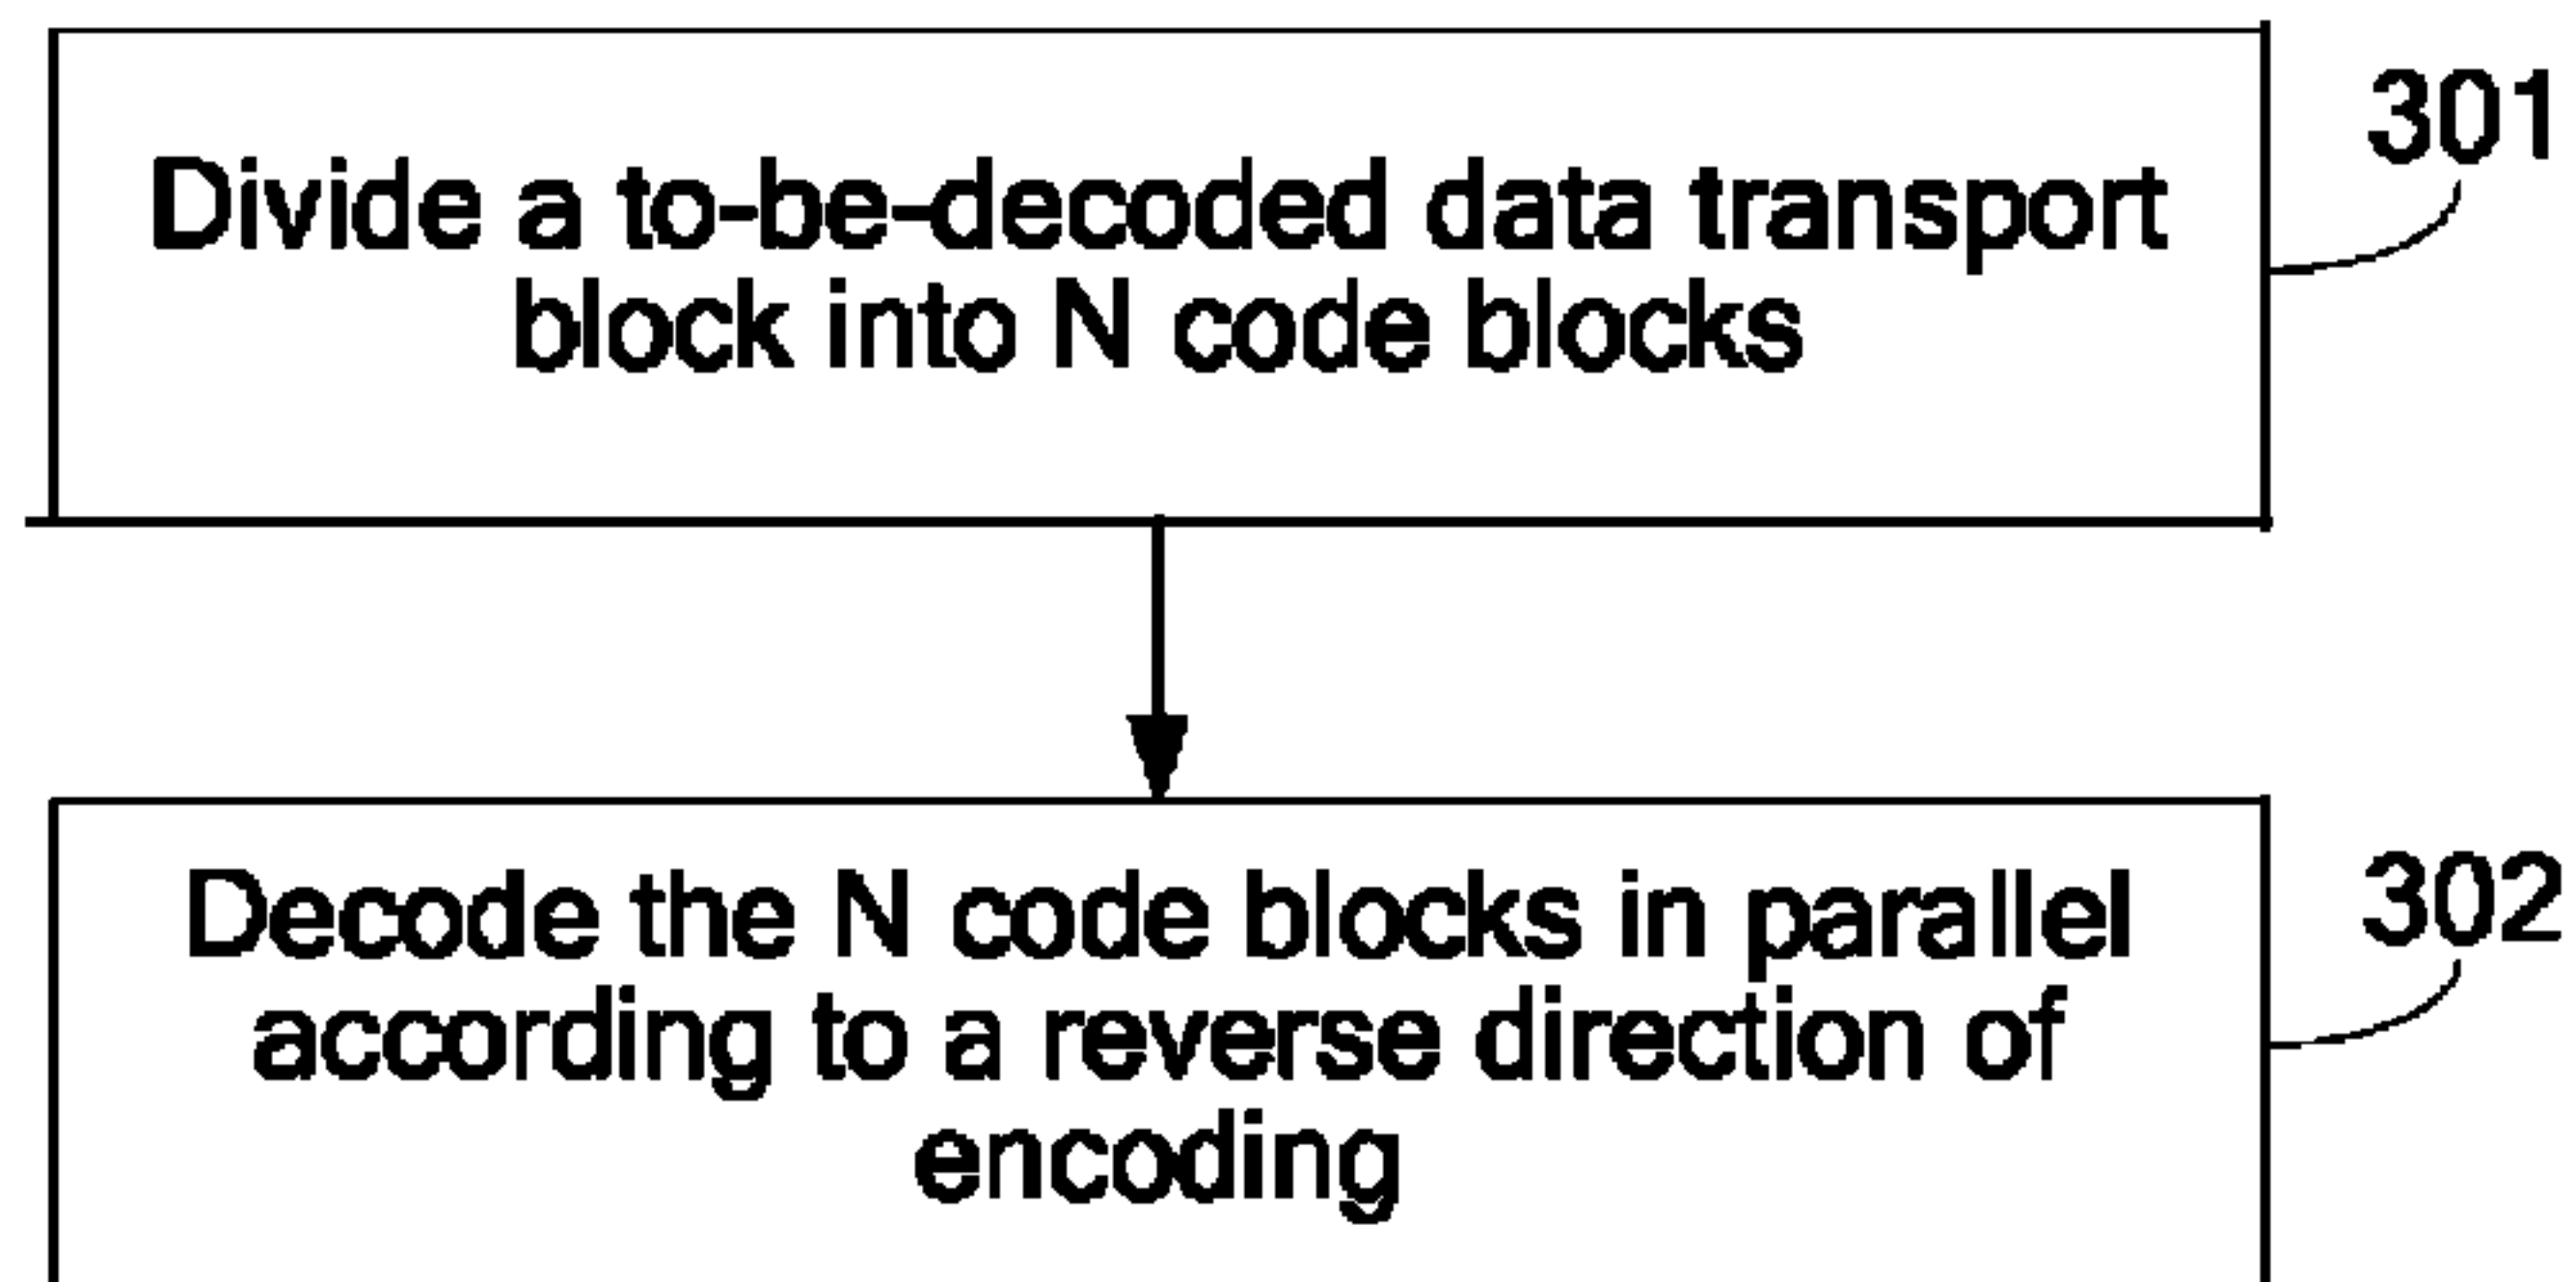 301
Divide a to-be-decoded data transport
block into N code blocks
302
Decode the N code blocks in parallel
according to a reverse direction of
encoding